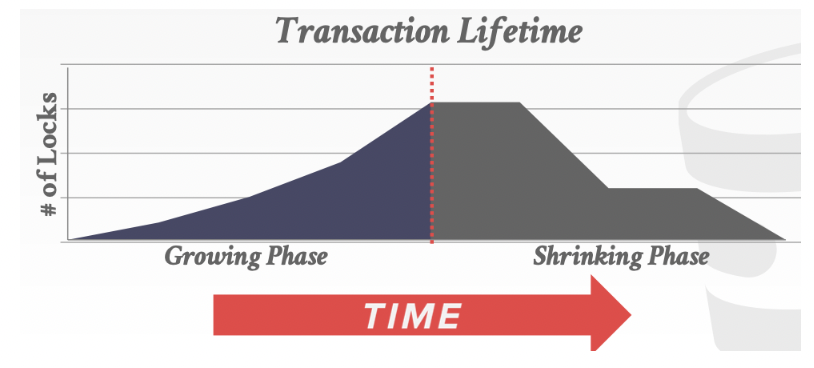 Transaction Lifetime
# of Locks
Growing Phase
Shrinking Phase
TIME